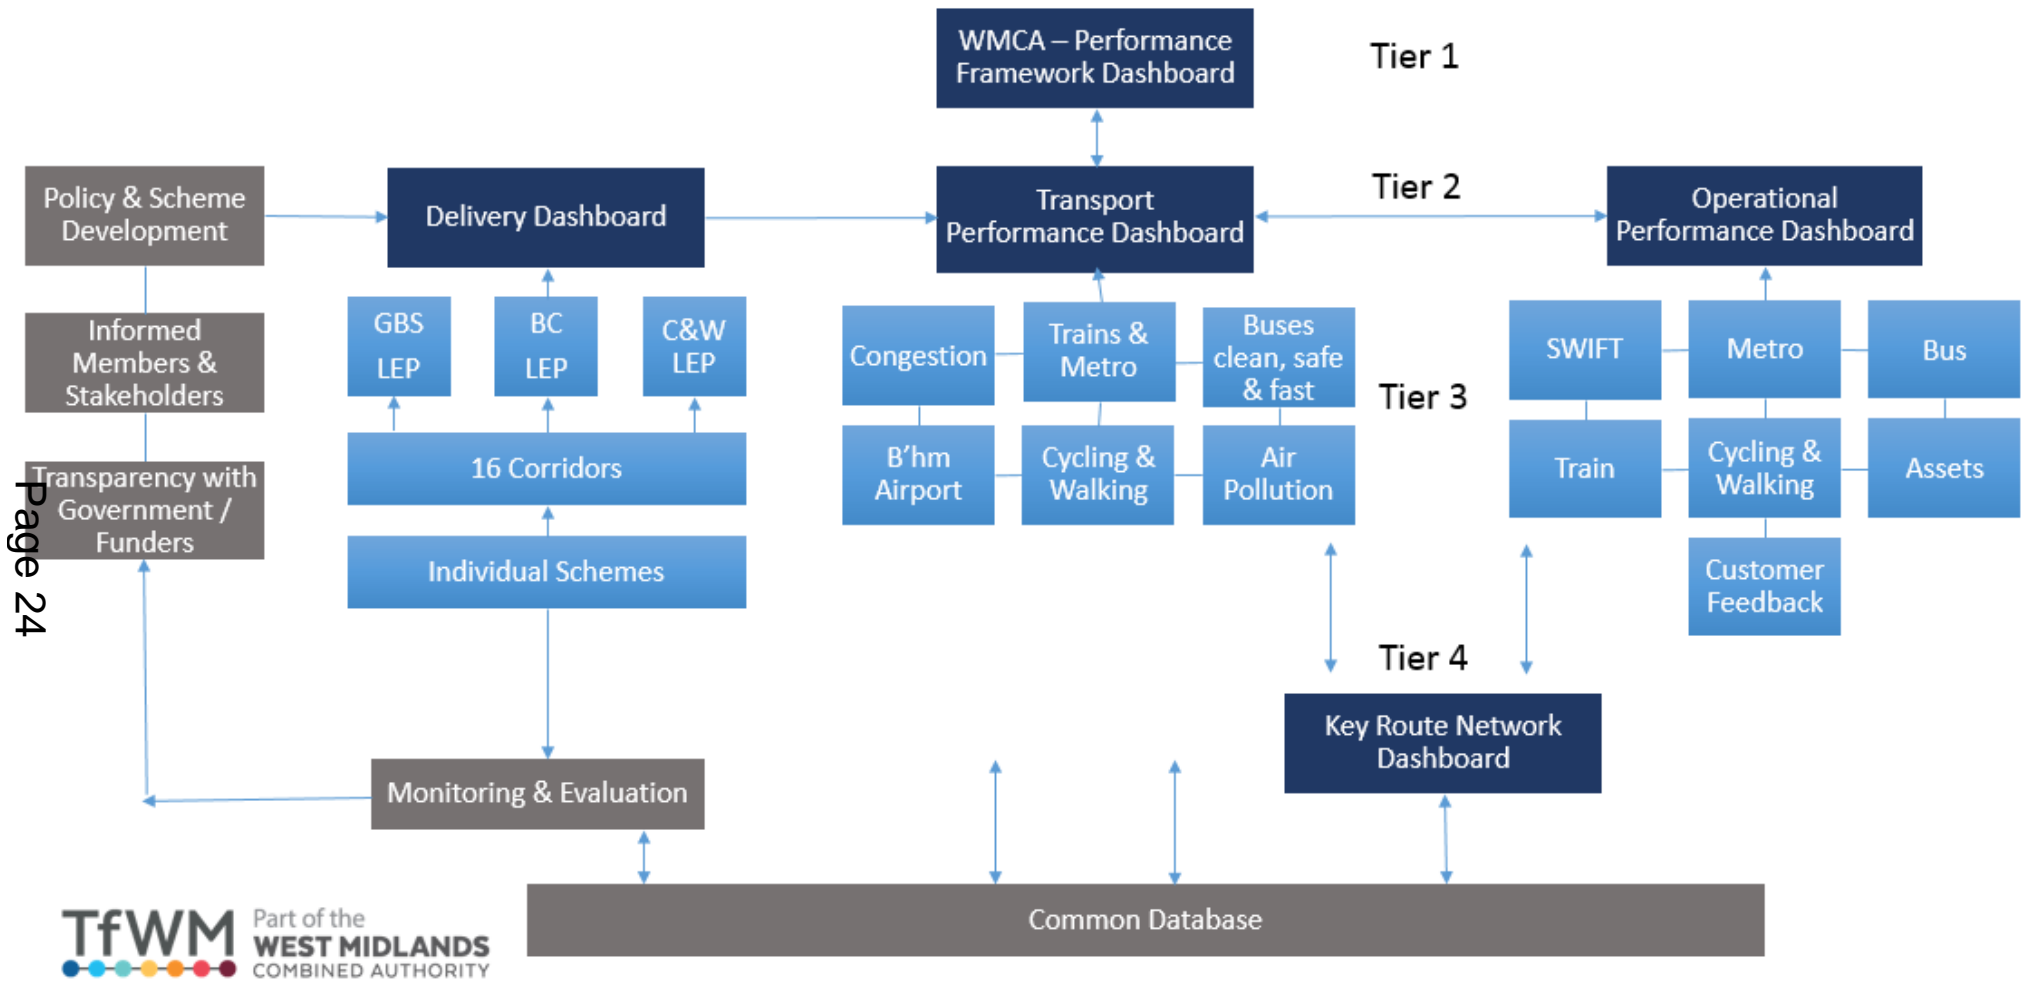 WMCA – Performance
Framework Dashboard
Tier 1
Policy & Scheme
Development
Delivery Dashboard
Transport
Performance Dashboard
Tier 2
Operational
Performance Dashboard
Informed
Members &
Stakeholders
GBS
LEP
BC
LEP
C&W
LEP
Congestion
Trains &
Metro
Buses
clean, safe
& fast
Tier 3
SWIFT
Metro
Bus
Transparency with
Government /
Funders
16 Corridors
B'hm
Airport
Cycling &
Walking
Air
Pollution
Train
Cycling &
Walking
Assets
Page 24
Individual Schemes
Customer
Feedback
Tier 4
Key Route Network
Dashboard
Monitoring & Evaluation
Common Database
TfWM
Part of the
WEST MIDLANDS
COMBINED AUTHORITY